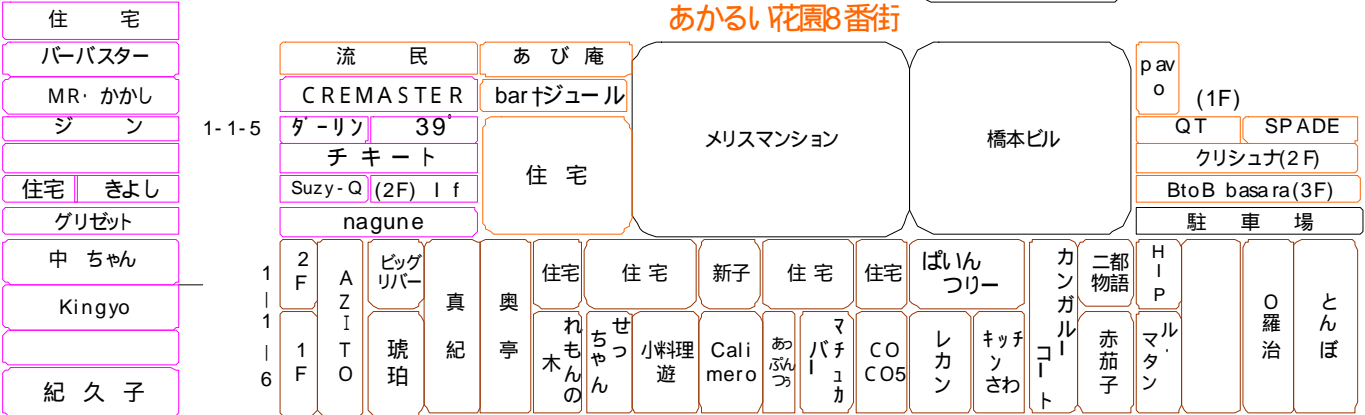 あかるい花園8番街
住 宅
バーバスター
MR・かかし
ジン
住宅 きよし
グリゼット
中 ちゃん
Kingyo
紀久子
1-1-5
流民
CREMASTER
ダーリン 39°
チキート
Suzy-Q (2F) If
nagune
あび庵
bar†ジュール
住宅
メリスマンション
橋本ビル
pavo
(1F)
QT SPADE
クリシュナ(2F)
BtoB basara(3F)
駐車場
1-1-6
2F
1F
AZITO
ビッグリバー
琥珀
真紀
奥亭
住宅
れもんの木
住宅
せっちゃん
小料理遊
新子
Calimero
住宅
あっぷんつぅ
バーマチュカ
住宅
COCO5
ぱいんつりー
レカン
キッチンさわ
カンガルーコート
二都物語
赤茄子
HIP
ル・マタン
O羅治
とんぼ